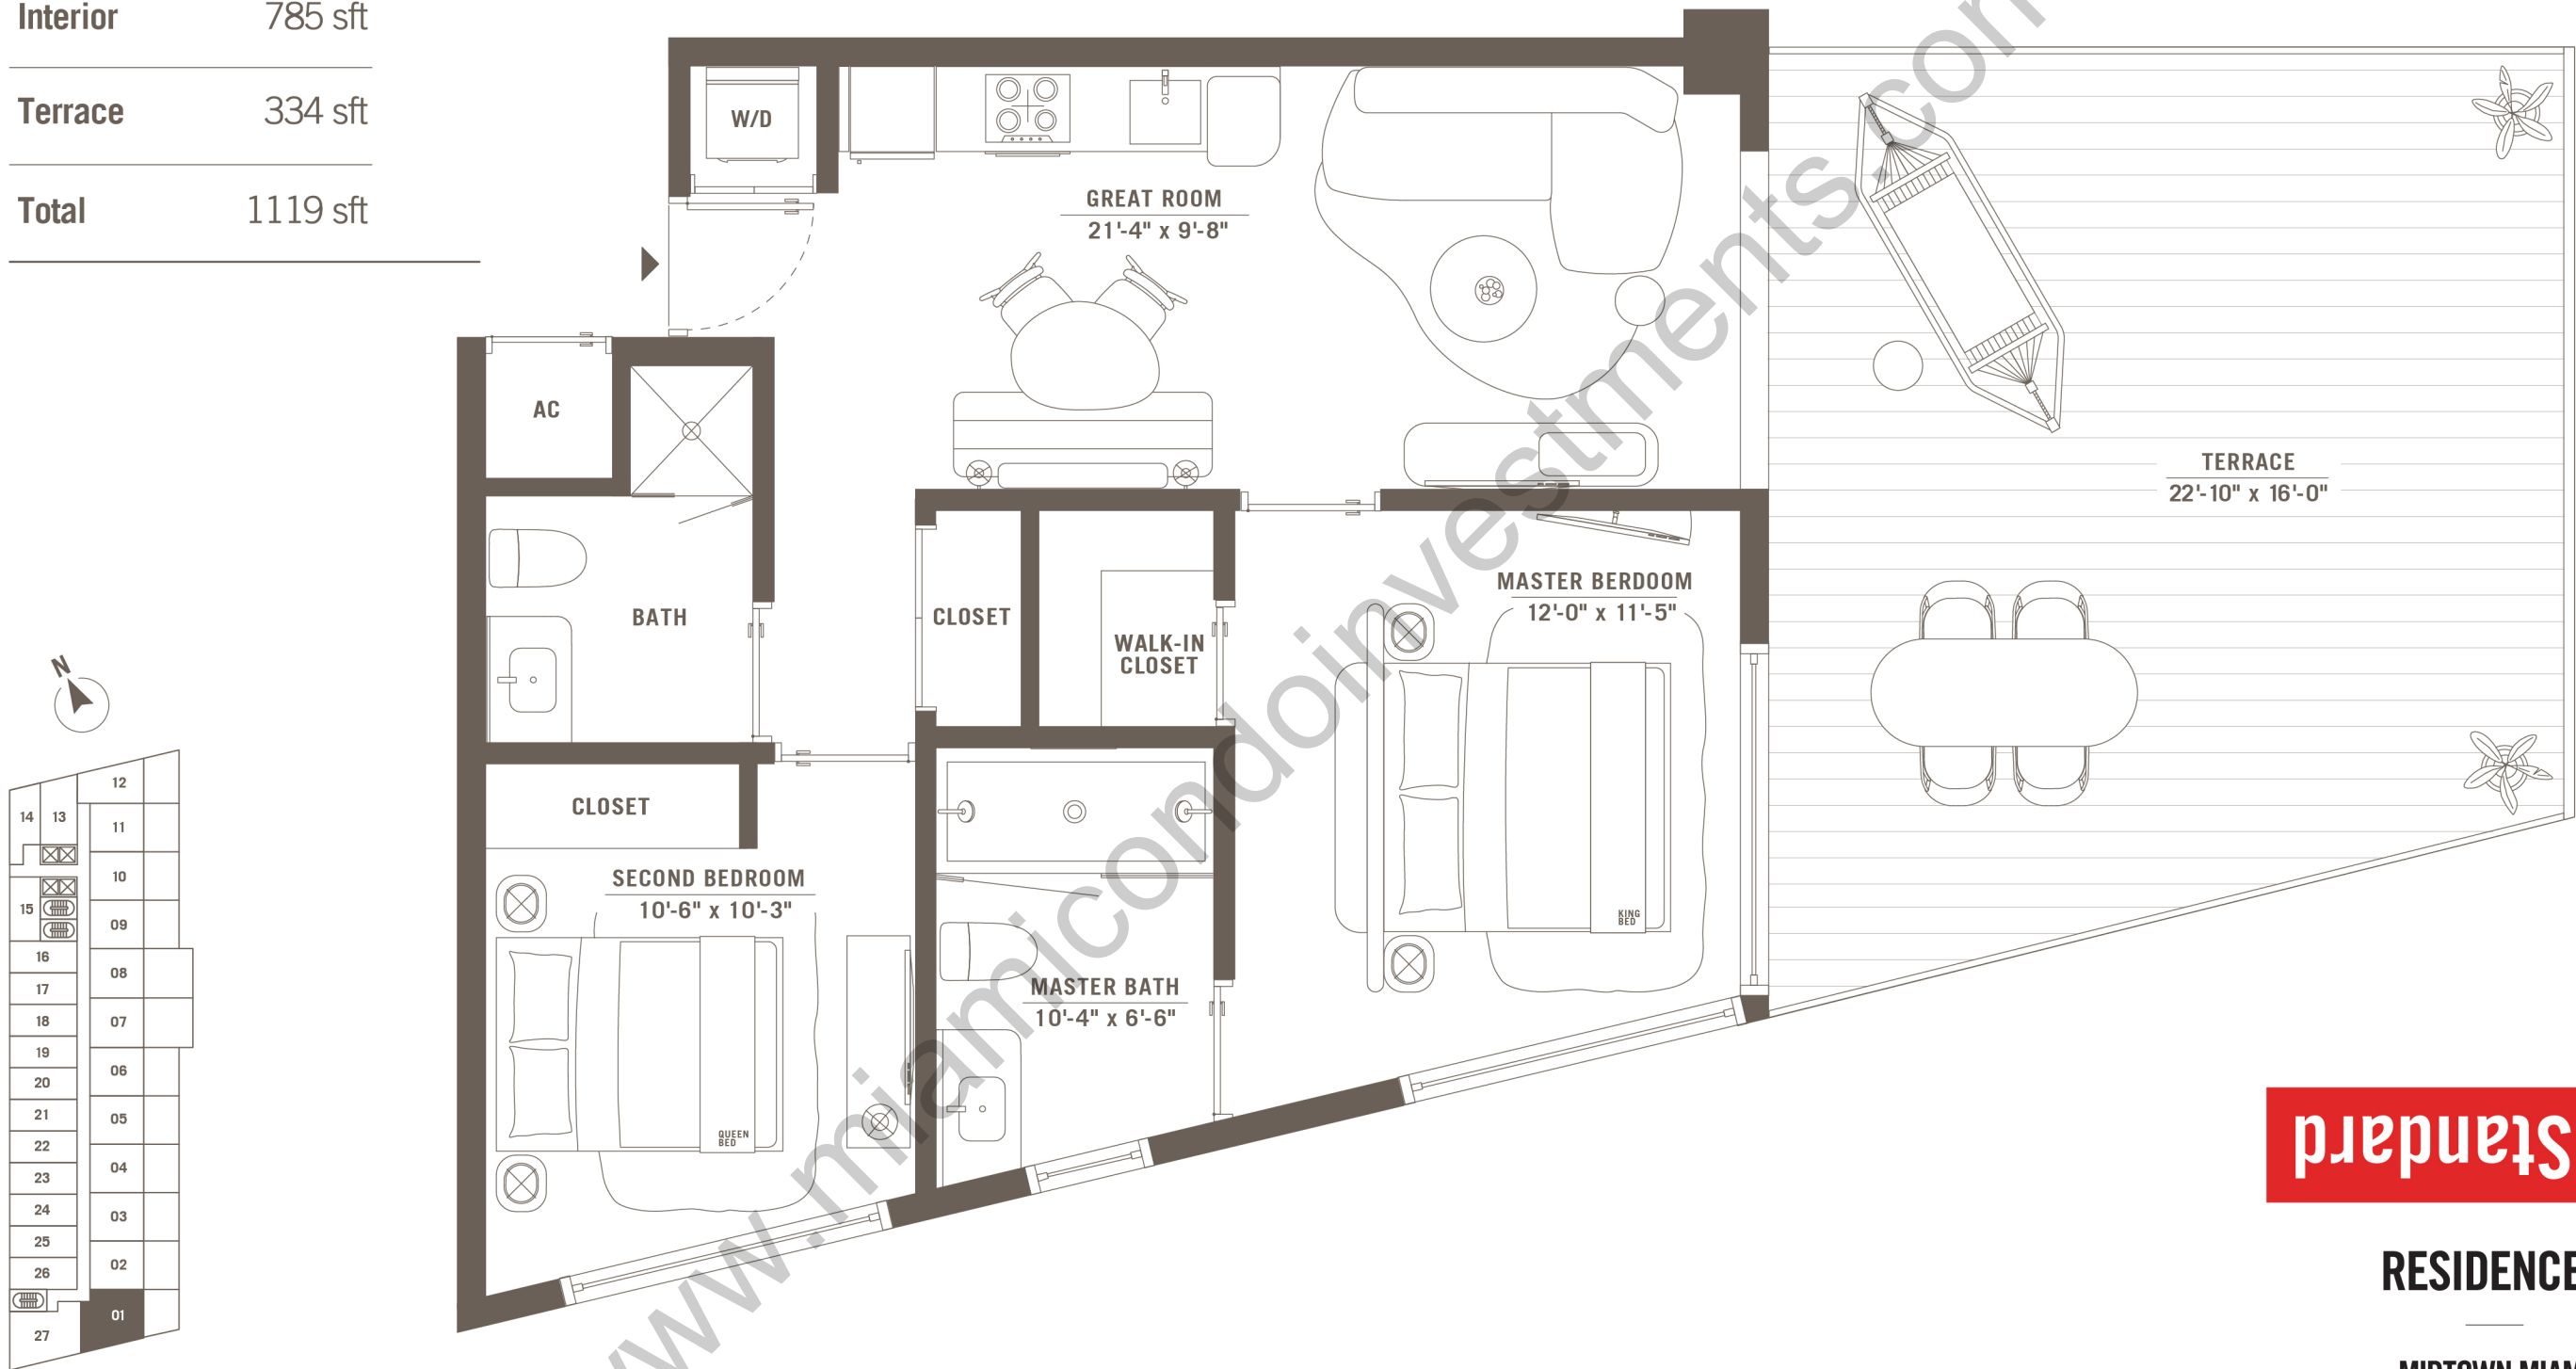 Interior 785 sft
Terrace 334 sft
Total 1119 sft
W/D
GREAT ROOM
21'-4" x 9'-8"
AC
TERRACE
22'-10" x 16'-0"
BATH
CLOSET
WALK-IN
CLOSET
MASTER BERDOOM
12'-0" x 11'-5"
CLOSET
SECOND BEDROOM
10'-6" x 10'-3"
MASTER BATH
10'-4" x 6'-6"
KING
BED
QUEEN
BED
N
12
14 13
11
10
15
09
16
08
17
07
18
19
06
20
21
05
22
04
23
24
03
25
02
26
01
27
www.miamicondoinvestments.com
Standard
RESIDENCE
MIDTOWN MIAM